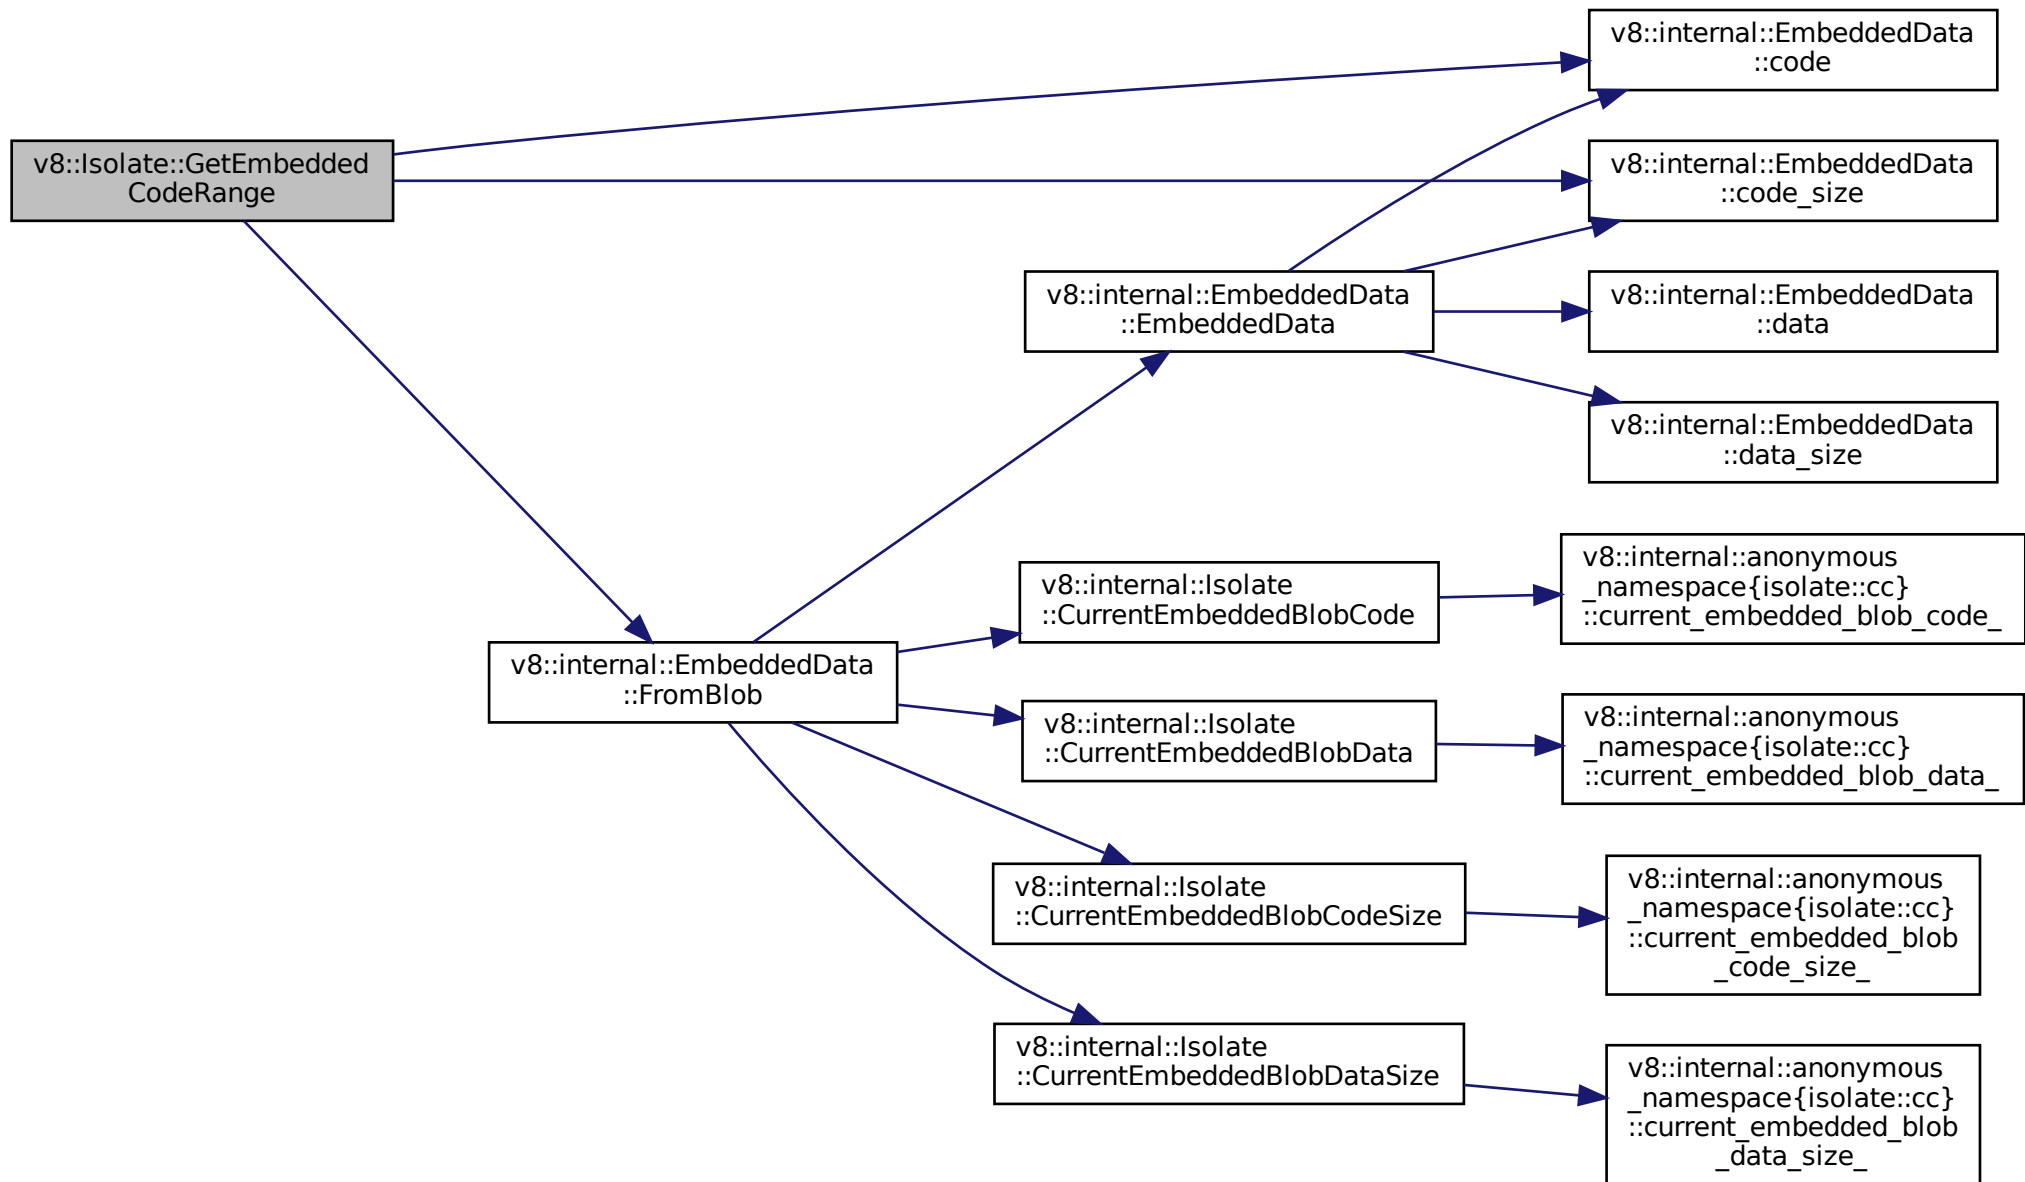 v8::Isolate::GetEmbedded
CodeRange
v8::internal::EmbeddedData
::FromBlob
v8::internal::EmbeddedData
::EmbeddedData
v8::internal::Isolate
::CurrentEmbeddedBlobCode
v8::internal::Isolate
::CurrentEmbeddedBlobData
v8::internal::Isolate
::CurrentEmbeddedBlobCodeSize
v8::internal::Isolate
::CurrentEmbeddedBlobDataSize
v8::internal::EmbeddedData
::code
v8::internal::EmbeddedData
::code_size
v8::internal::EmbeddedData
::data
v8::internal::EmbeddedData
::data_size
v8::internal::anonymous
_namespace{isolate::cc}
::current_embedded_blob_code_
v8::internal::anonymous
_namespace{isolate::cc}
::current_embedded_blob_data_
v8::internal::anonymous
_namespace{isolate::cc}
::current_embedded_blob
_code_size_
v8::internal::anonymous
_namespace{isolate::cc}
::current_embedded_blob
_data_size_